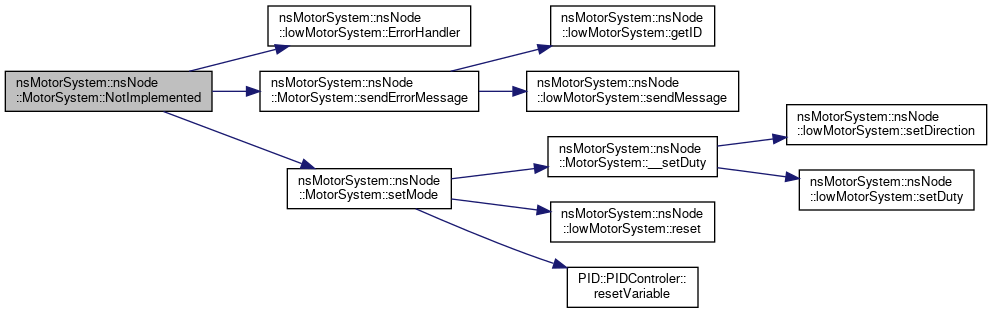 nsMotorSystem::nsNode
::lowMotorSystem::ErrorHandler
nsMotorSystem::nsNode
::lowMotorSystem::getID
nsMotorSystem::nsNode
::MotorSystem::NotImplemented
nsMotorSystem::nsNode
::MotorSystem::sendErrorMessage
nsMotorSystem::nsNode
::lowMotorSystem::sendMessage
nsMotorSystem::nsNode
::lowMotorSystem::setDirection
nsMotorSystem::nsNode
::MotorSystem::__setDuty
nsMotorSystem::nsNode
::MotorSystem::setMode
nsMotorSystem::nsNode
::lowMotorSystem::setDuty
nsMotorSystem::nsNode
::lowMotorSystem::reset
PID::PIDControler::
resetVariable